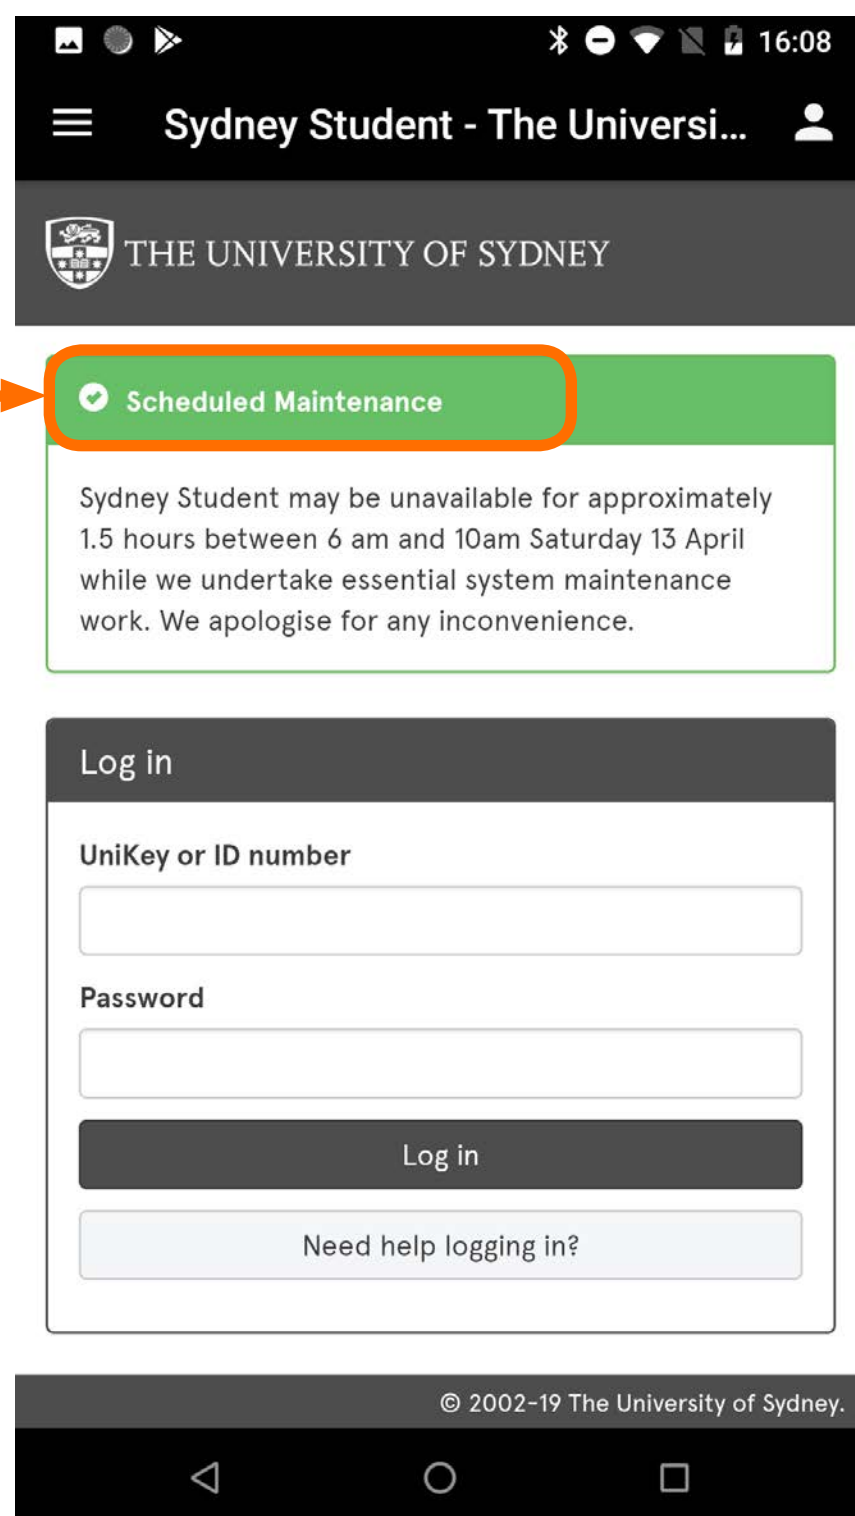 16:08
Sydney Student - The Universi...
THE UNIVERSITY OF SYDNEY
Scheduled Maintenance
Sydney Student may be unavailable for approximately
1.5 hours between 6 am and 10am Saturday 13 April
while we undertake essential system maintenance
work. We apologise for any inconvenience.
Log in
UniKey or ID number
Password
Log in
Need help logging in?
© 2002-19 The University of Sydney.